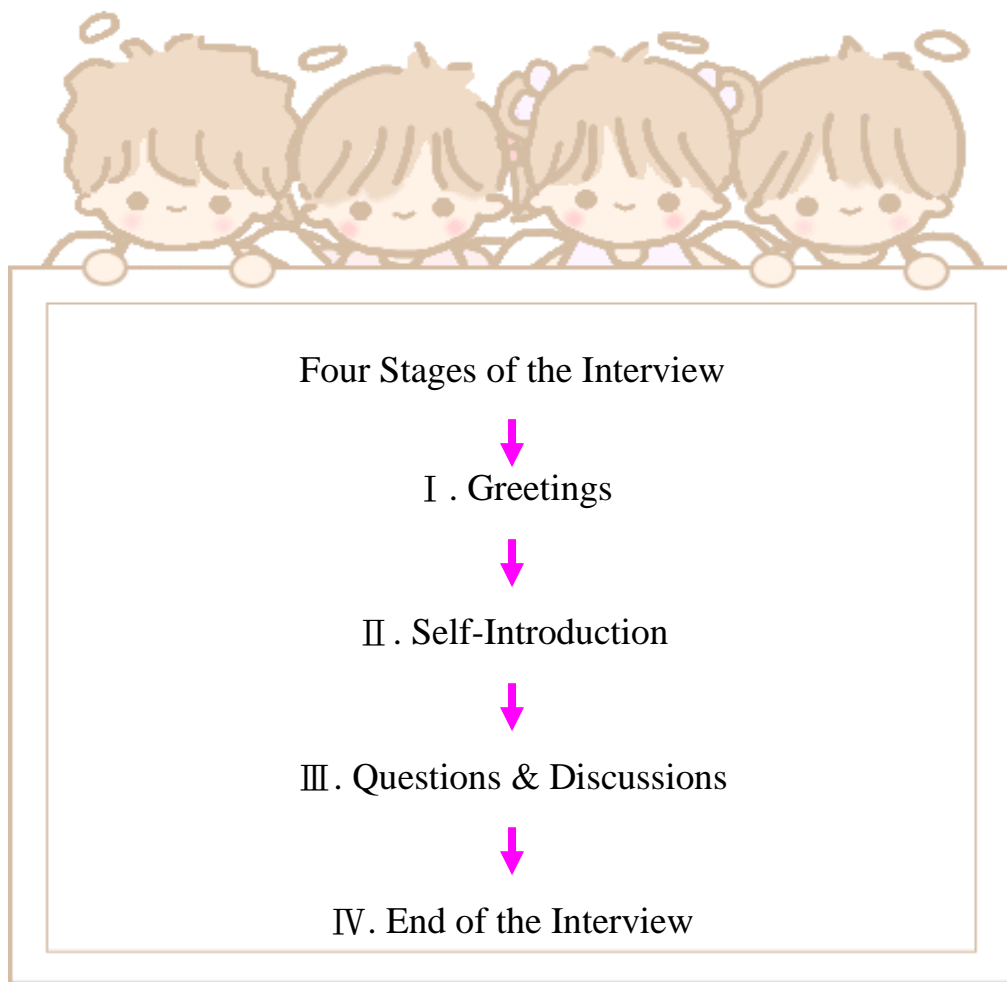 Four Stages of the Interview
Ⅰ. Greetings
Ⅱ. Self-Introduction
Ⅲ. Questions & Discussions
Ⅳ. End of the Interview